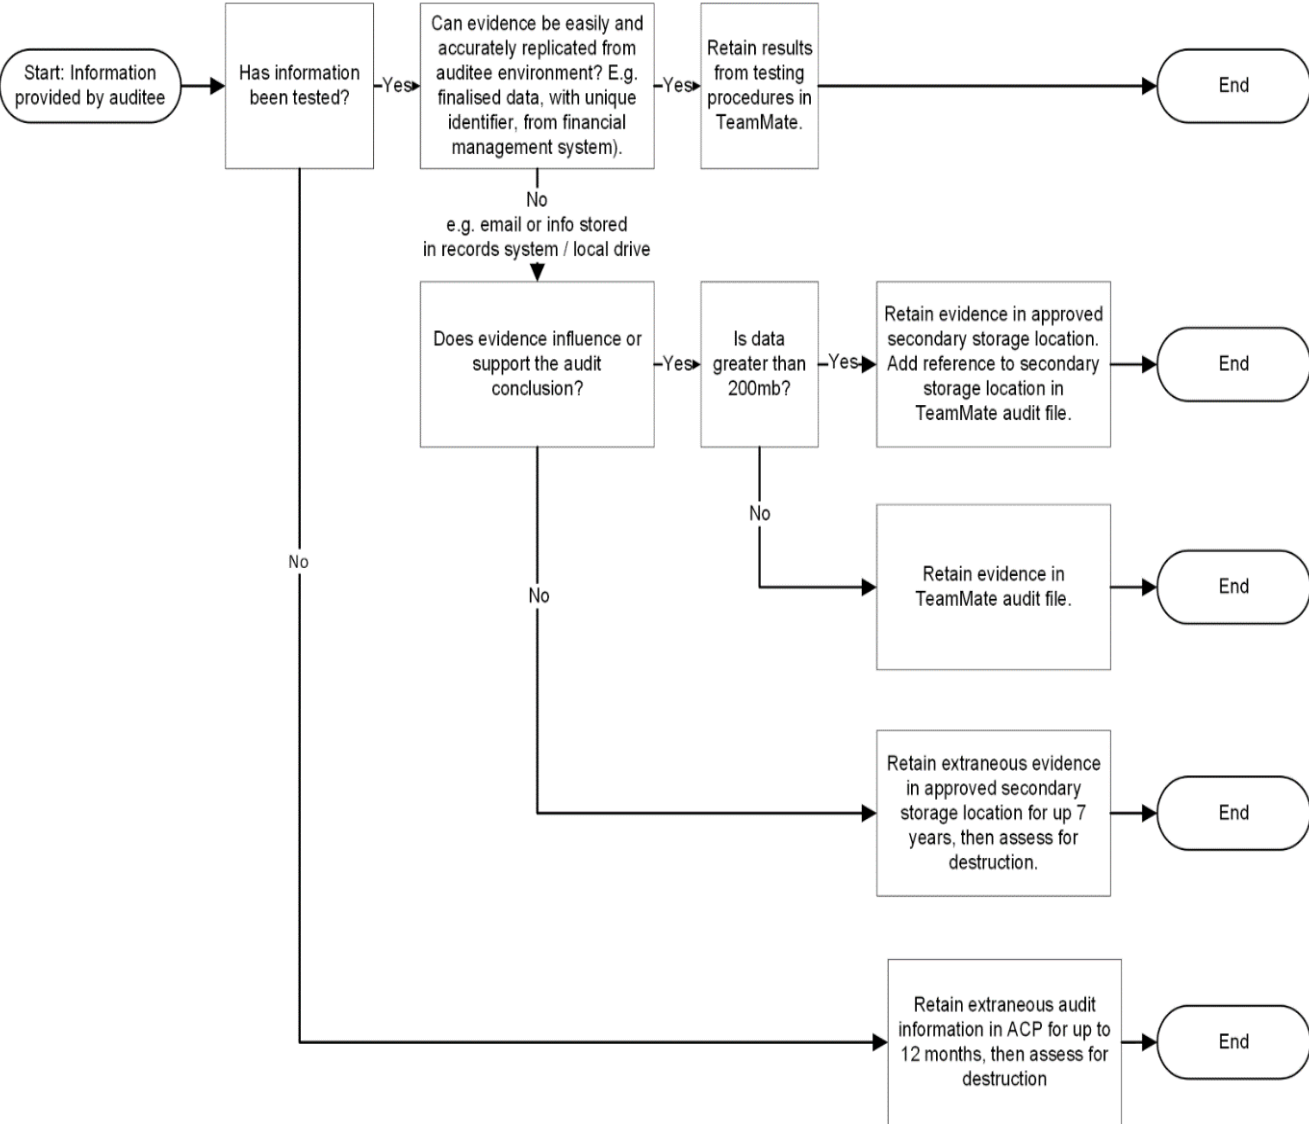 Start: Information
provided by auditee
Has information
been tested?
Yes
Can evidence be easily and
accurately replicated from
auditee environment? E.g.
finalised data, with unique
identifier, from financial
management system).
Yes
Retain results
from testing
procedures in
TeamMate.
End
No
e.g. email or info stored
in records system / local drive
Does evidence influence or
support the audit
conclusion?
Yes
Is data
greater than
200mb?
Yes
Retain evidence in approved
secondary storage location.
Add reference to secondary
storage location in
TeamMate audit file.
End
No
Retain evidence in
TeamMate audit file.
End
No
Retain extraneous evidence
in approved secondary
storage location for up 7
years, then assess for
destruction.
End
No
Retain extraneous audit
information in ACP for up to
12 months, then assess for
destruction
End